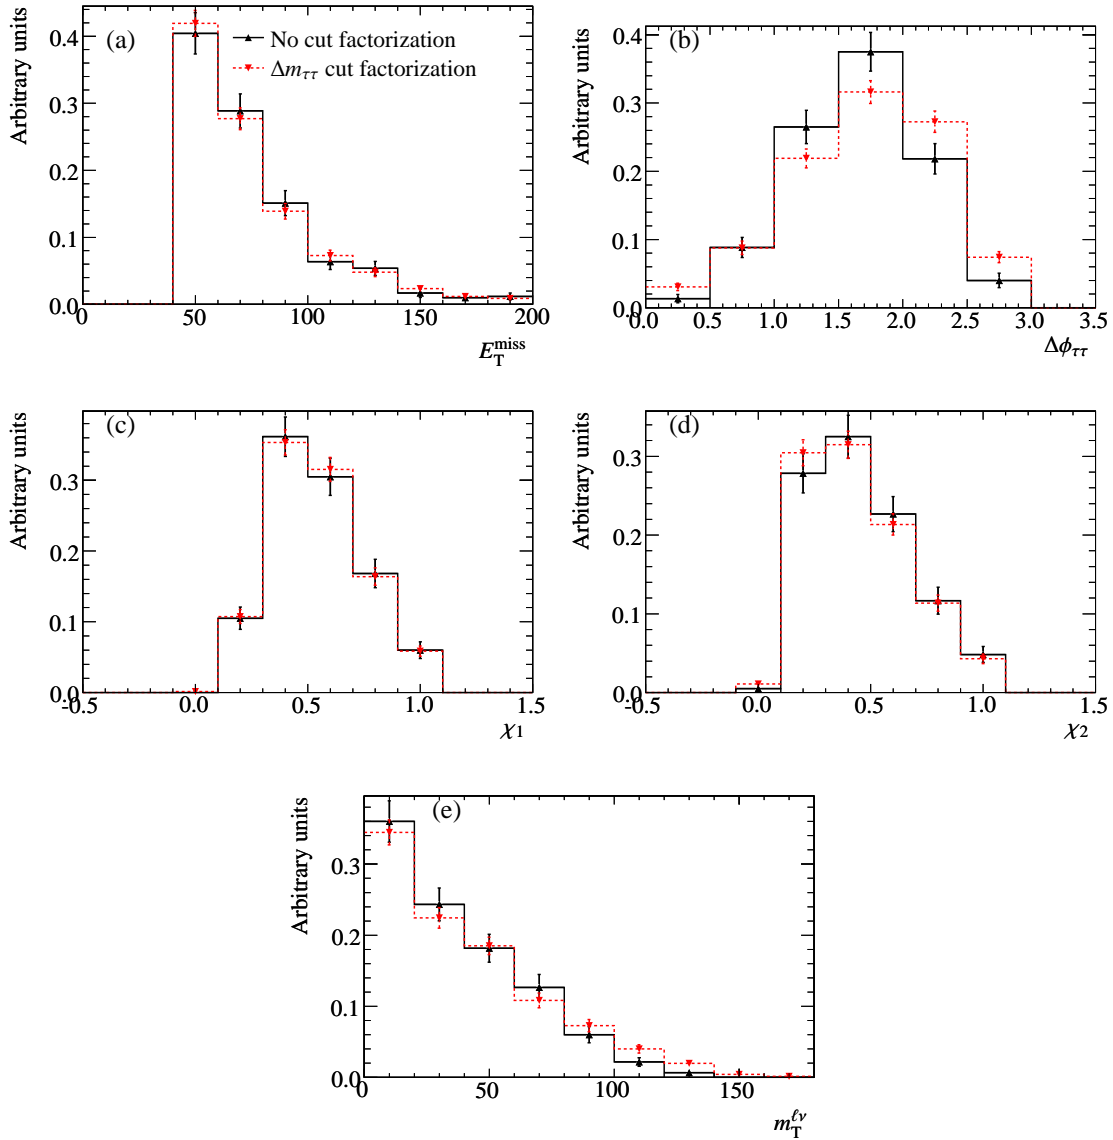 Arbitrary units
(a)
No cut factorization
Δm_ττ cut factorization
0.4
0.3
0.2
0.1
0.0
0 50 100 150 200
E_T^miss
Arbitrary units
(b)
0.4
0.3
0.2
0.1
0.0
0.0 0.5 1.0 1.5 2.0 2.5 3.0 3.5
Δϕ_ττ
Arbitrary units
(c)
0.3
0.2
0.1
0.0
-0.5 0.0 0.5 1.0 1.5
χ1
Arbitrary units
(d)
0.3
0.2
0.1
0.0
-0.5 0.0 0.5 1.0 1.5
χ2
Arbitrary units
(e)
0.3
0.2
0.1
0.0
0 50 100 150
m_T^ℓν